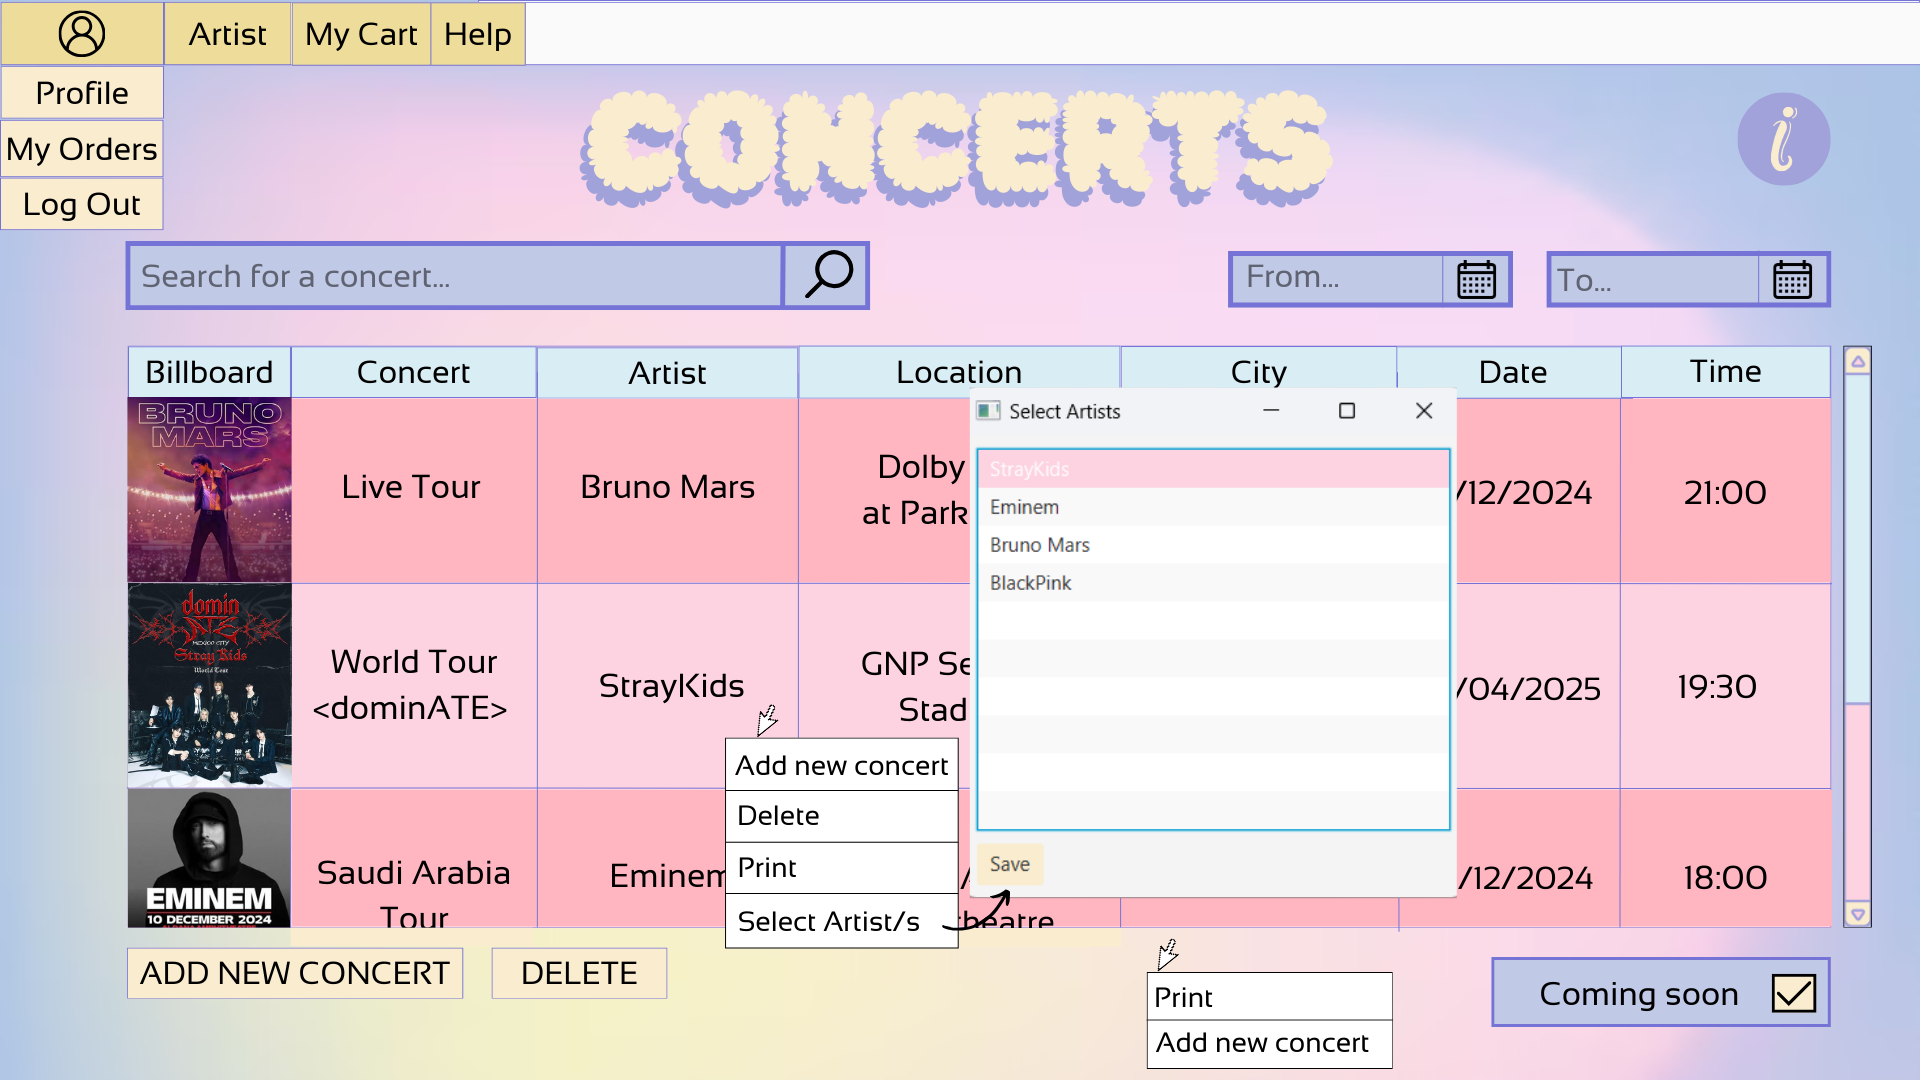 Artist
My Cart
Help
Profile
My Orders
Log Out
CONCERTS
i
Search for a concert...
From...
To...
Billboard
Concert
Artist
Location
City
Date
Time
BRUNO
MARS
Live Tour
Bruno Mars
Dolby
at Park
/12/2024
21:00
domin
ATE
MEXICO CITY
Stray Kids
World Tour
World Tour
<dominATE>
StrayKids
GNP Se
Stad
/04/2025
19:30
EMINEM
10 DECEMBER 2024
Saudi Arabia
Tour
Eminem
heatre
/12/2024
18:00
Select Artists
StrayKids
Eminem
Bruno Mars
BlackPink
Save
Add new concert
Delete
Print
Select Artist/s
ADD NEW CONCERT
DELETE
Print
Add new concert
Coming soon